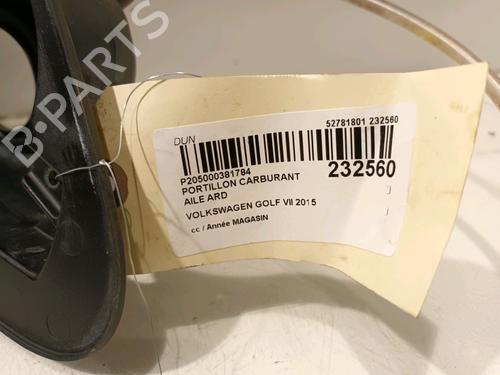 DUN
52781801 232560
P205000381784
232560
PORTILLON CARBURANT
AILE ARD
VOLKSWAGEN GOLF VII 2015
cc / Année MAGASIN
B-PARTS